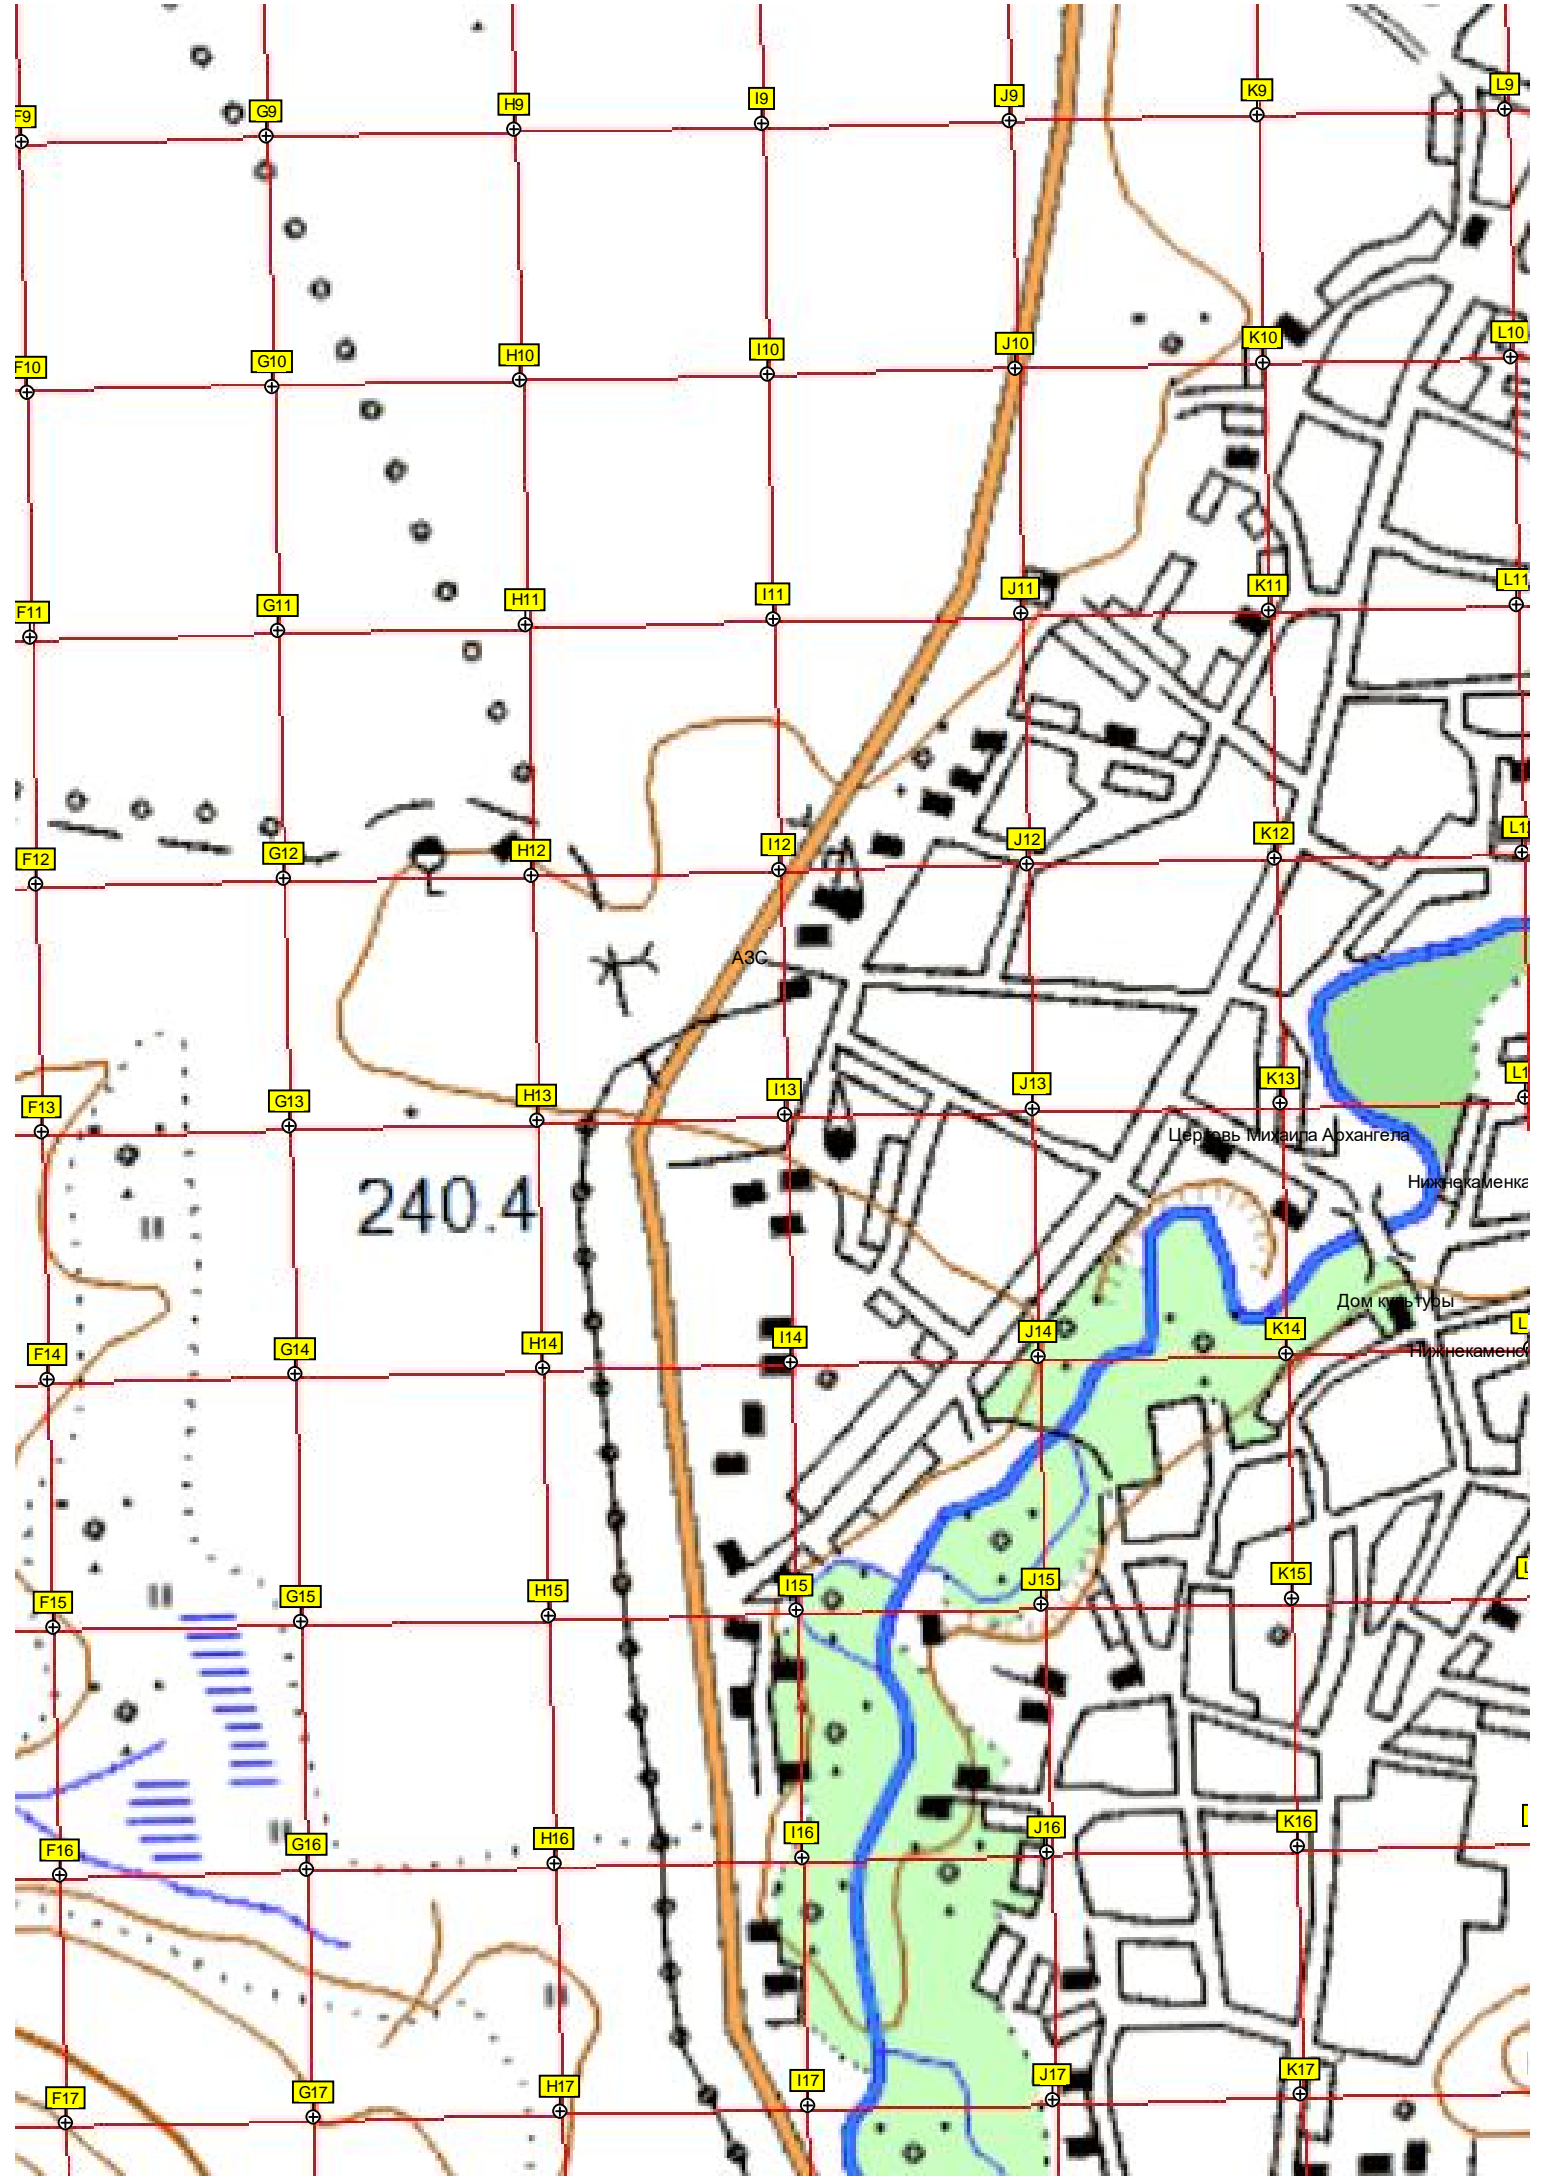 F9 G9 H9 I9 J9 K9 L9
F10 G10 H10 I10 J10 K10 L10
F11 G11 H11 I11 J11 K11 L11
F12 G12 H12 I12 J12 K12
АЗС
F13 G13 H13 I13 J13 K13
Церковь Михаила Архангела
Нижнекаменка
240.4
Дом культуры
F14 G14 H14 I14 J14 K14
F15 G15 H15 I15 J15 K15
F16 G16 H16 I16 J16 K16
F17 G17 H17 I17 J17 K17